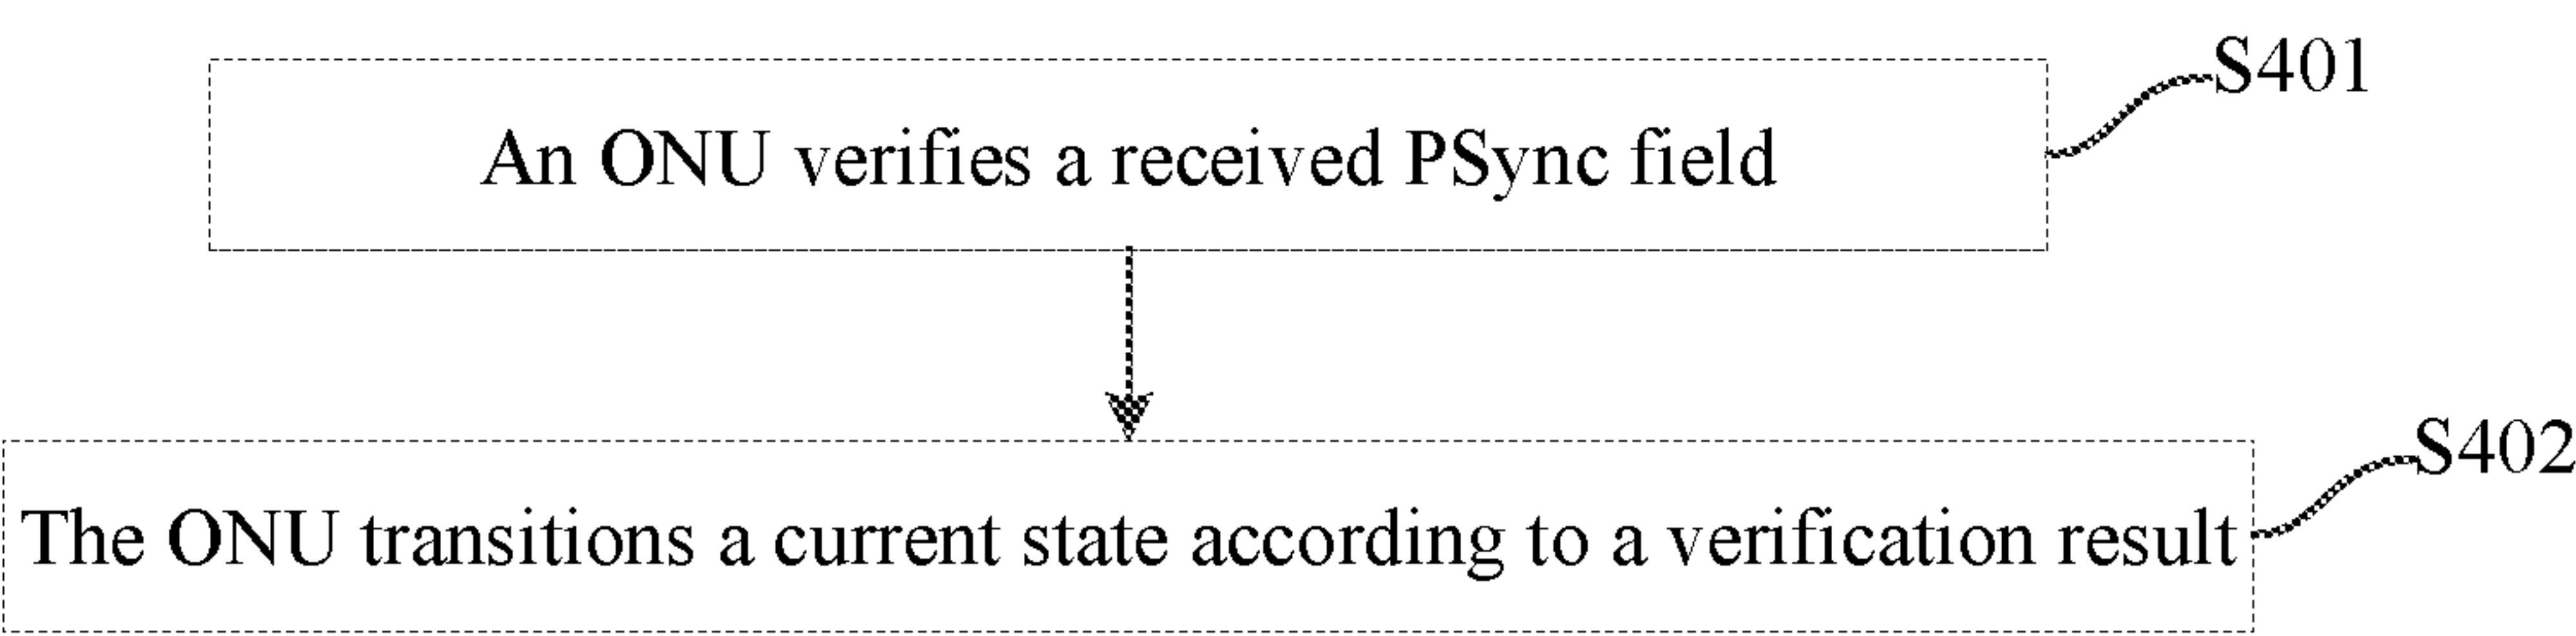 S401
An ONU verifies a received PSync field
S402
The ONU transitions a current state according to a verification result